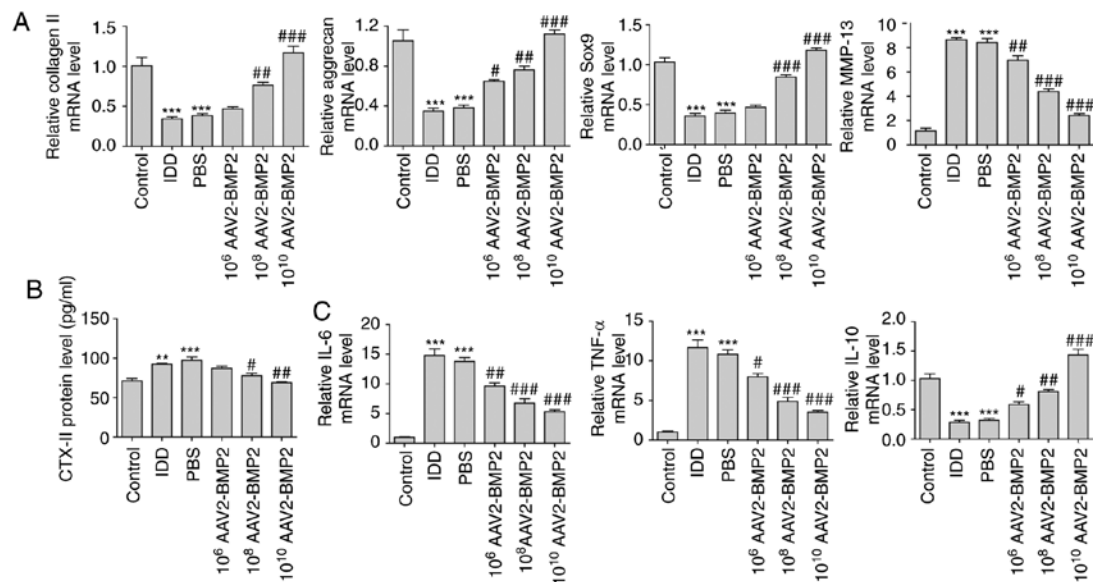 A
Relative collagen II
mRNA level
1.5
1.0
0.5
0.0
***
***
##
###
Control
IDD
PBS
10⁶ AAV2-BMP2
10⁸ AAV2-BMP2
10¹⁰ AAV2-BMP2
Relative aggrecan
mRNA level
1.2
0.8
0.4
0.0
***
***
#
##
###
Control
IDD
PBS
10⁶ AAV2-BMP2
10⁸ AAV2-BMP2
10¹⁰ AAV2-BMP2
Relative Sox9
mRNA level
1.5
1.0
0.5
0.0
***
***
###
###
Control
IDD
PBS
10⁶ AAV2-BMP2
10⁸ AAV2-BMP2
10¹⁰ AAV2-BMP2
Relative MMP-13
mRNA level
10
8
6
4
2
0
***
***
##
###
###
Control
IDD
PBS
10⁶ AAV2-BMP2
10⁸ AAV2-BMP2
10¹⁰ AAV2-BMP2
B
CTX-II protein level (pg/ml)
150
100
50
0
**
***
#
##
Control
IDD
PBS
10⁶ AAV2-BMP2
10⁸ AAV2-BMP2
10¹⁰ AAV2-BMP2
C
Relative IL-6
mRNA level
20
15
10
5
0
***
***
##
###
###
Control
IDD
PBS
10⁶ AAV2-BMP2
10⁸AAV2-BMP2
10¹⁰ AAV2-BMP2
Relative TNF-α
mRNA level
15
10
5
0
***
***
#
###
###
Control
IDD
PBS
10⁶ AAV2-BMP2
10⁸ AAV2-BMP2
10¹⁰ AAV2-BMP2
Relative IL-10
mRNA level
2.0
1.5
1.0
0.5
0.0
***
***
#
##
###
Control
IDD
PBS
10⁶ AAV2-BMP2
10⁸ AAV2-BMP2
10¹⁰ AAV2-BMP2